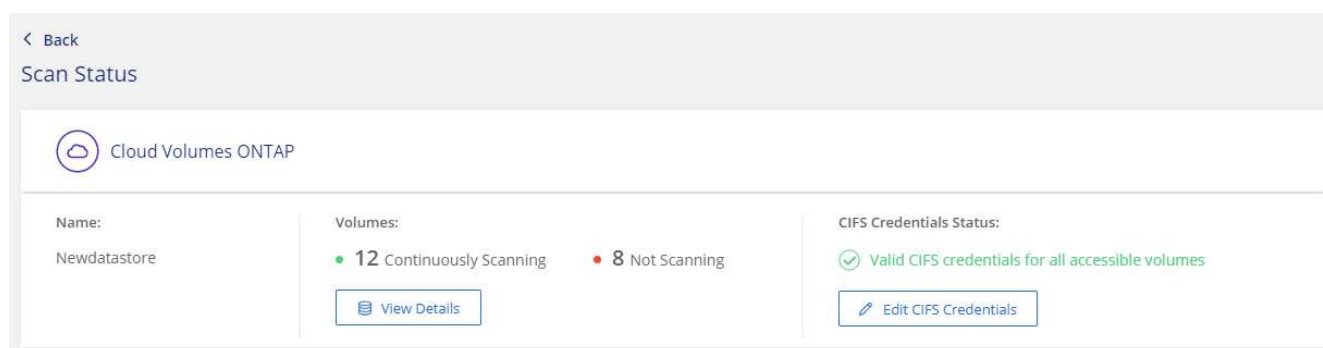 Back
Scan Status
Cloud Volumes ONTAP
Name:
Newdatastore
Volumes:
12 Continuously Scanning
8 Not Scanning
View Details
CIFS Credentials Status:
Valid CIFS credentials for all accessible volumes
Edit CIFS Credentials